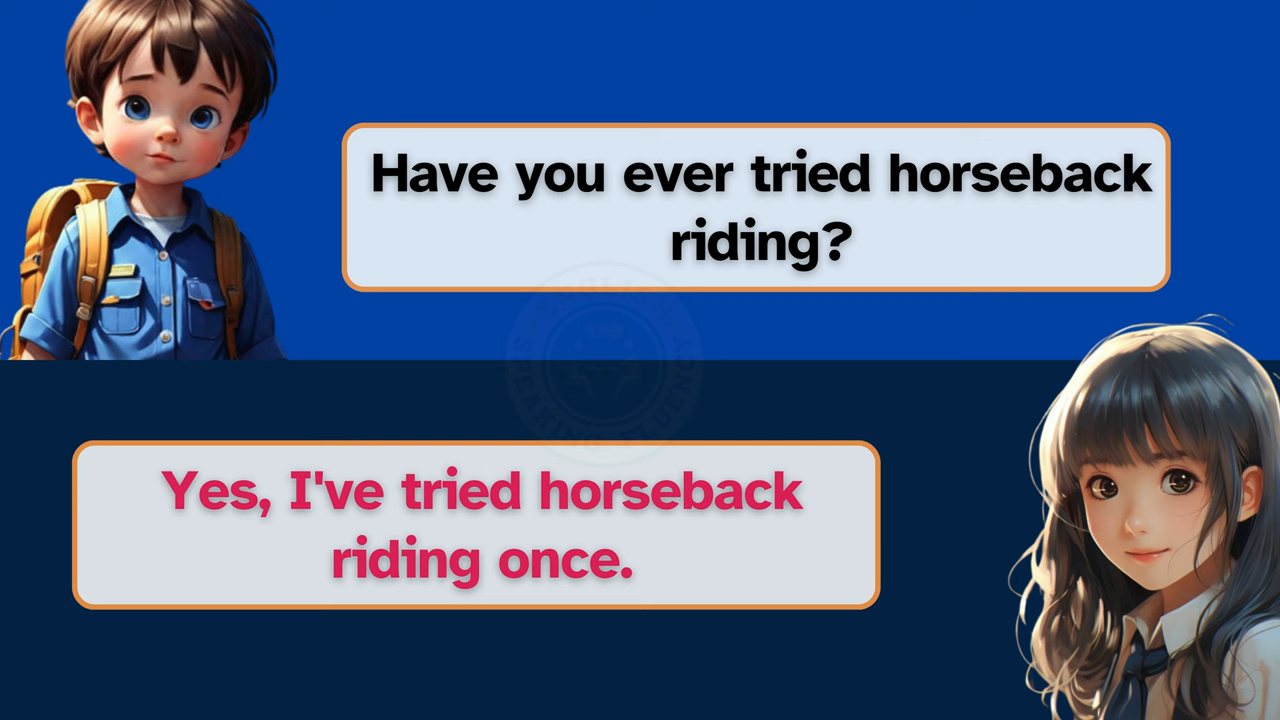 Have you ever tried horseback
riding?
Yes, I've tried horseback
riding once.